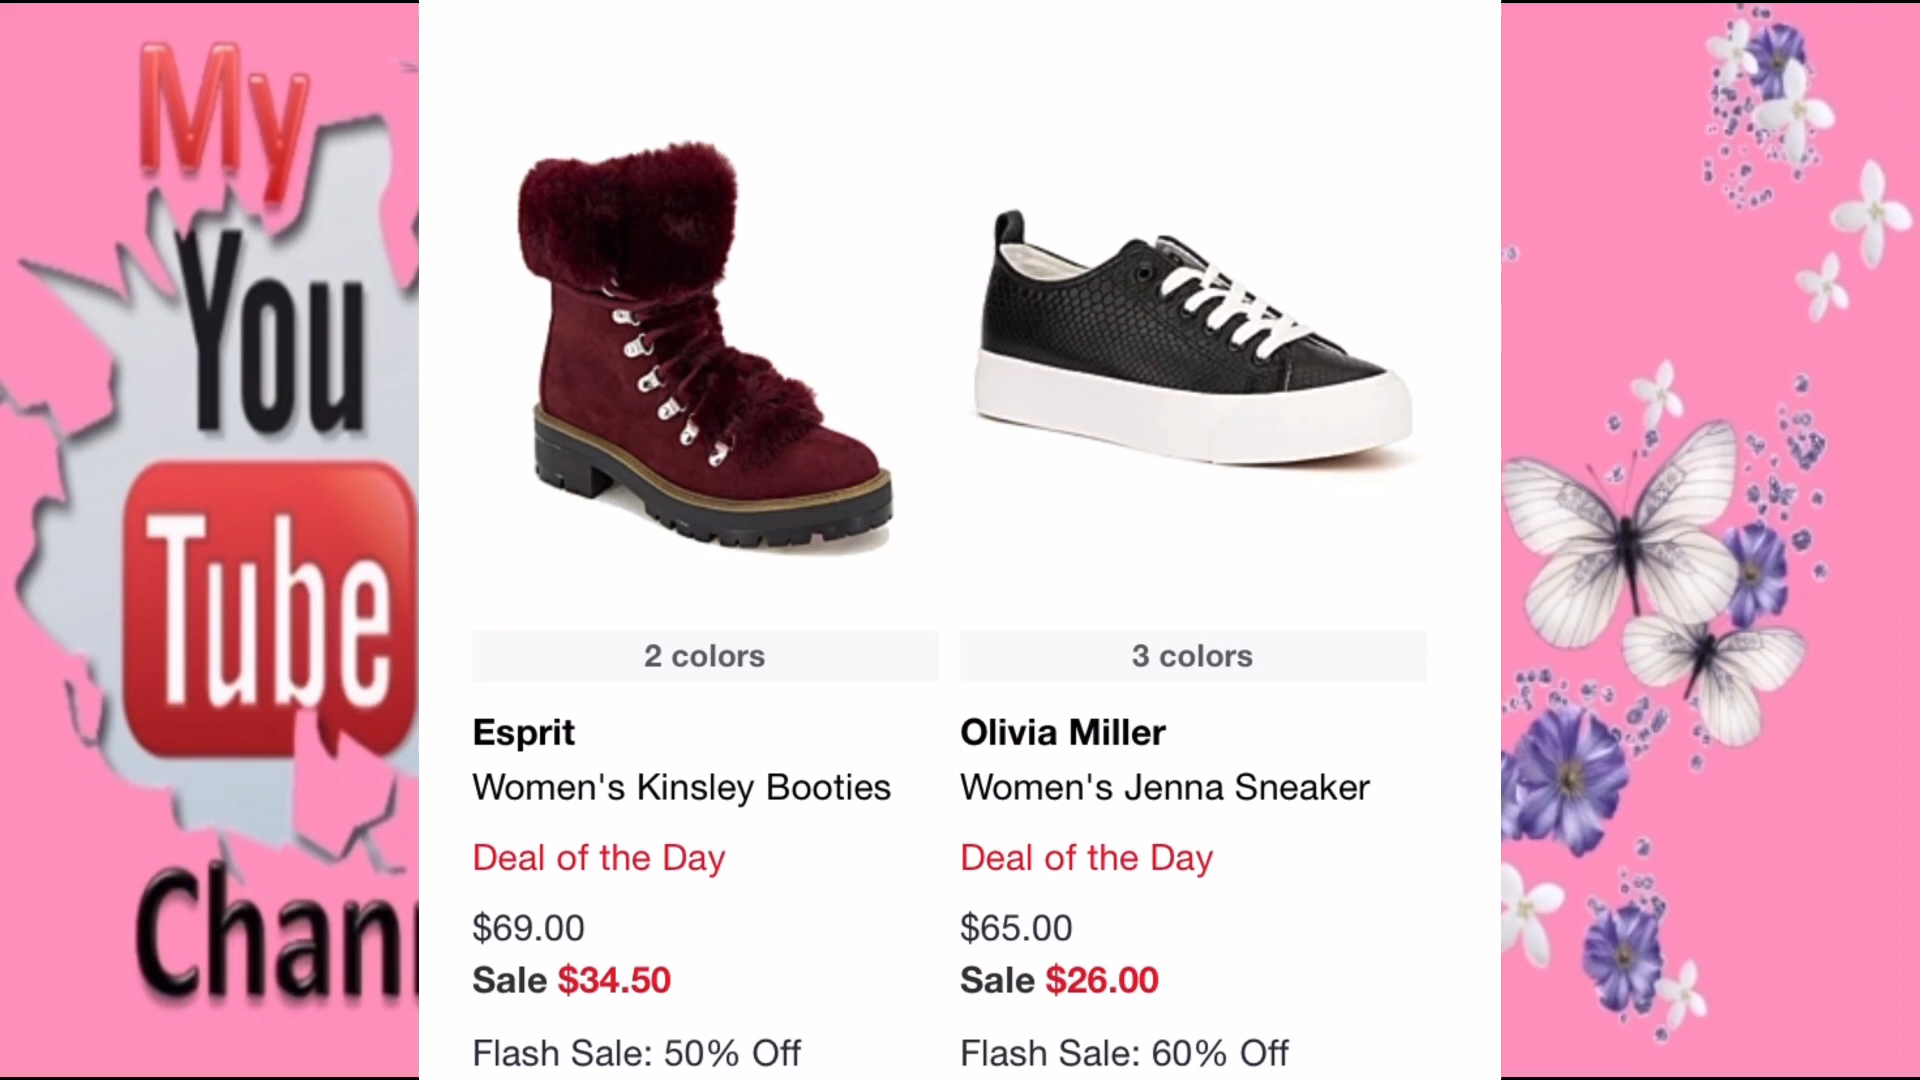 My
You
Tube
Chan
2 colors
Esprit
Women's Kinsley Booties
Deal of the Day
$69.00
Sale $34.50
Flash Sale: 50% Off
3 colors
Olivia Miller
Women's Jenna Sneaker
Deal of the Day
$65.00
Sale $26.00
Flash Sale: 60% Off